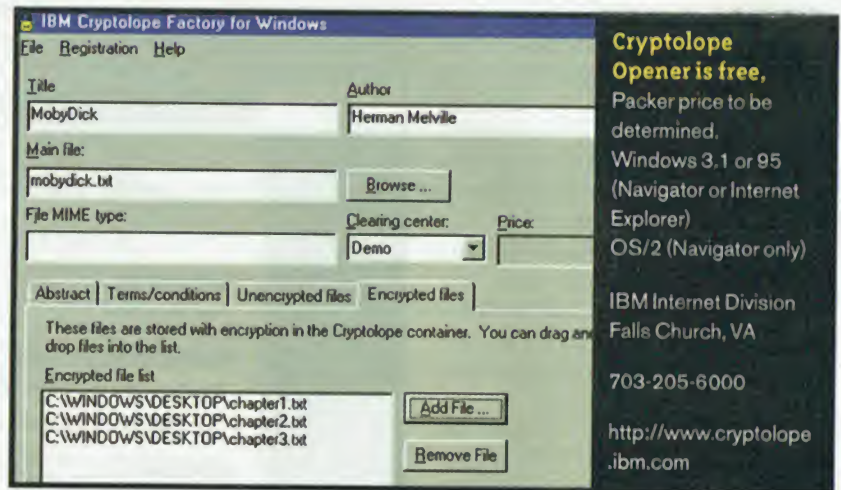 IBM Cryptolope Factory for Windows
File Registration Help
Title
Author
MobyDick
Herman Melville
Main file:
mobydick.txt
Browse ...
File MIME type:
Clearing center:
Price:
Demo
Abstract
Terms/conditions
Unencrypted files
Encrypted files
These files are stored with encryption in the Cryptolope container. You can drag and
drop files into the list.
Encrypted file list
C:\WINDOWS\DESKTOP\chapter1.txt
C:\WINDOWS\DESKTOP\chapter2.txt
C:\WINDOWS\DESKTOP\chapter3.txt
Add File ...
Remove File
Cryptolope
Opener is free,
Packer price to be
determined,
Windows 3.1 or 95
(Navigator or Internet
Explorer)
OS/2 (Navigator only)
IBM Internet Division
Falls Church, VA
703-205-6000
http://www.cryptolope
.ibm.com